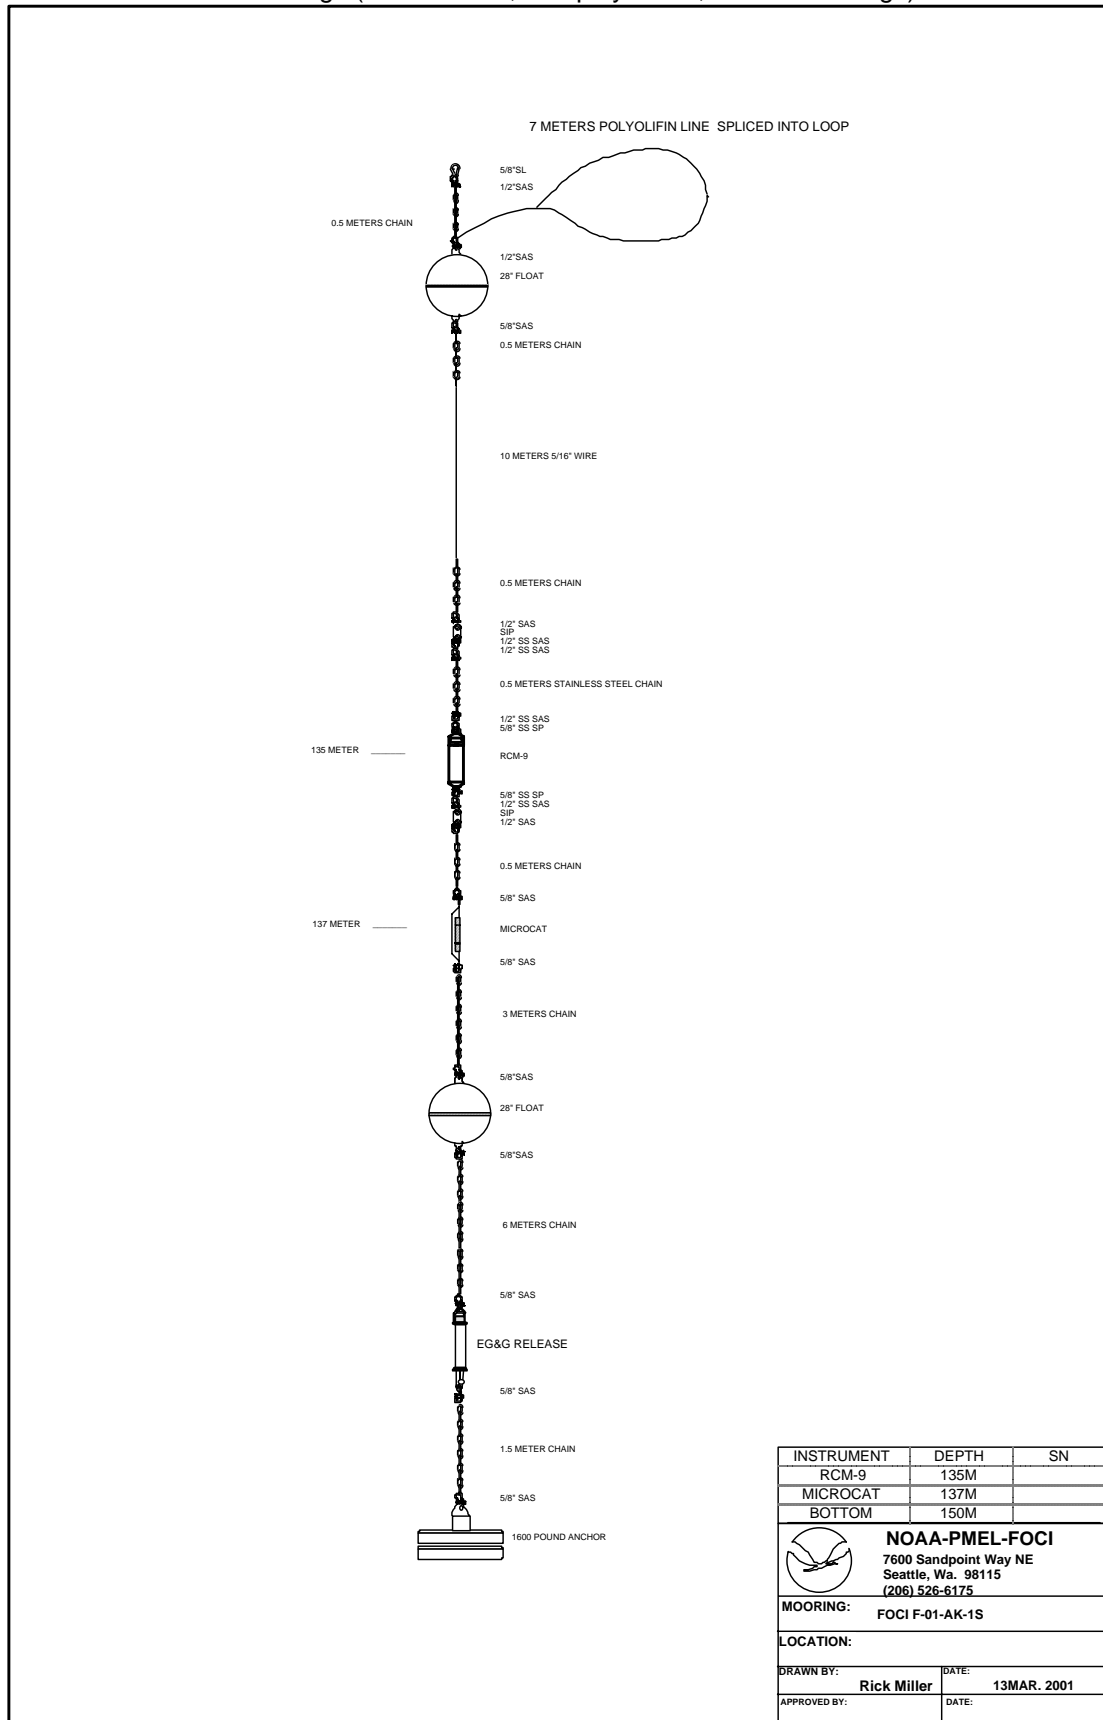 7 METERS POLYOLIFIN LINE SPLICED INTO LOOP
5/8"SL
1/2"SAS
0.5 METERS CHAIN
1/2"SAS
28" FLOAT
5/8"SAS
0.5 METERS CHAIN
10 METERS 5/16" WIRE
0.5 METERS CHAIN
1/2" SAS
SIP
1/2" SS SAS
1/2" SS SAS
0.5 METERS STAINLESS STEEL CHAIN
1/2" SS SAS
5/8" SS SP
135 METER
RCM-9
5/8" SS SP
1/2" SS SAS
SIP
1/2" SAS
0.5 METERS CHAIN
5/8" SAS
137 METER
MICROCAT
5/8" SAS
3 METERS CHAIN
5/8"SAS
28" FLOAT
5/8"SAS
6 METERS CHAIN
5/8" SAS
EG&G RELEASE
5/8" SAS
1.5 METER CHAIN
5/8" SAS
1600 POUND ANCHOR
INSTRUMENT DEPTH SN
RCM-9 135M
MICROCAT 137M
BOTTOM 150M
NOAA-PMEL-FOCI
7600 Sandpoint Way NE
Seattle, Wa. 98115
(206) 526-6175
MOORING: FOCI F-01-AK-1S
LOCATION:
DRAWN BY: Rick Miller DATE: 13MAR. 2001
APPROVED BY: DATE: